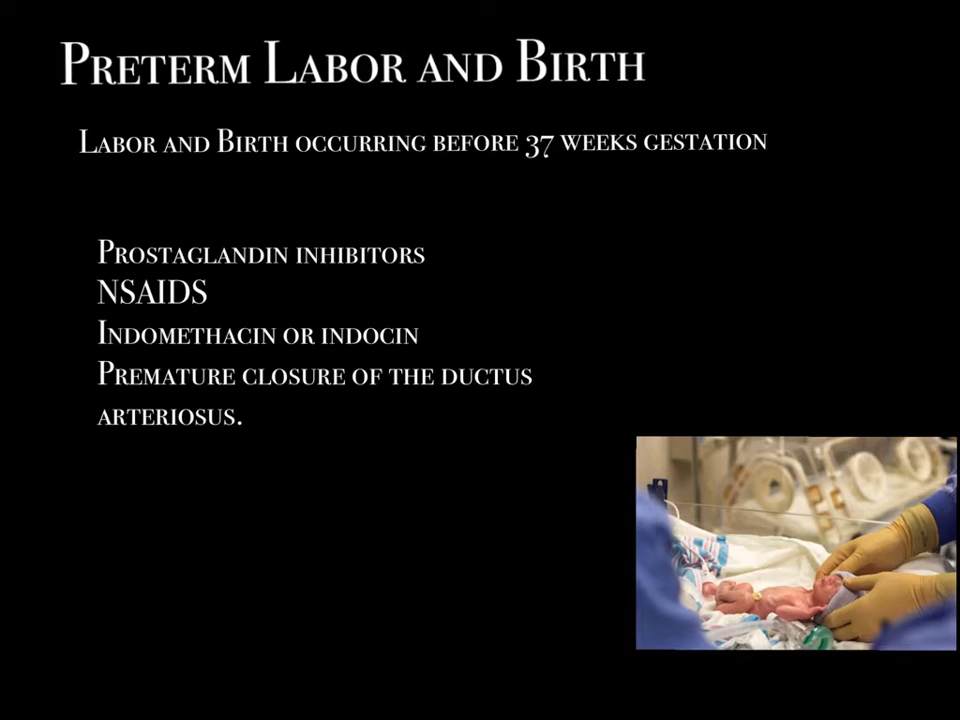 Preterm Labor and Birth
Labor and Birth occurring before 37 weeks gestation
Prostaglandin inhibitors
NSAIDS
Indomethacin or indocin
Premature closure of the ductus
arteriosus.